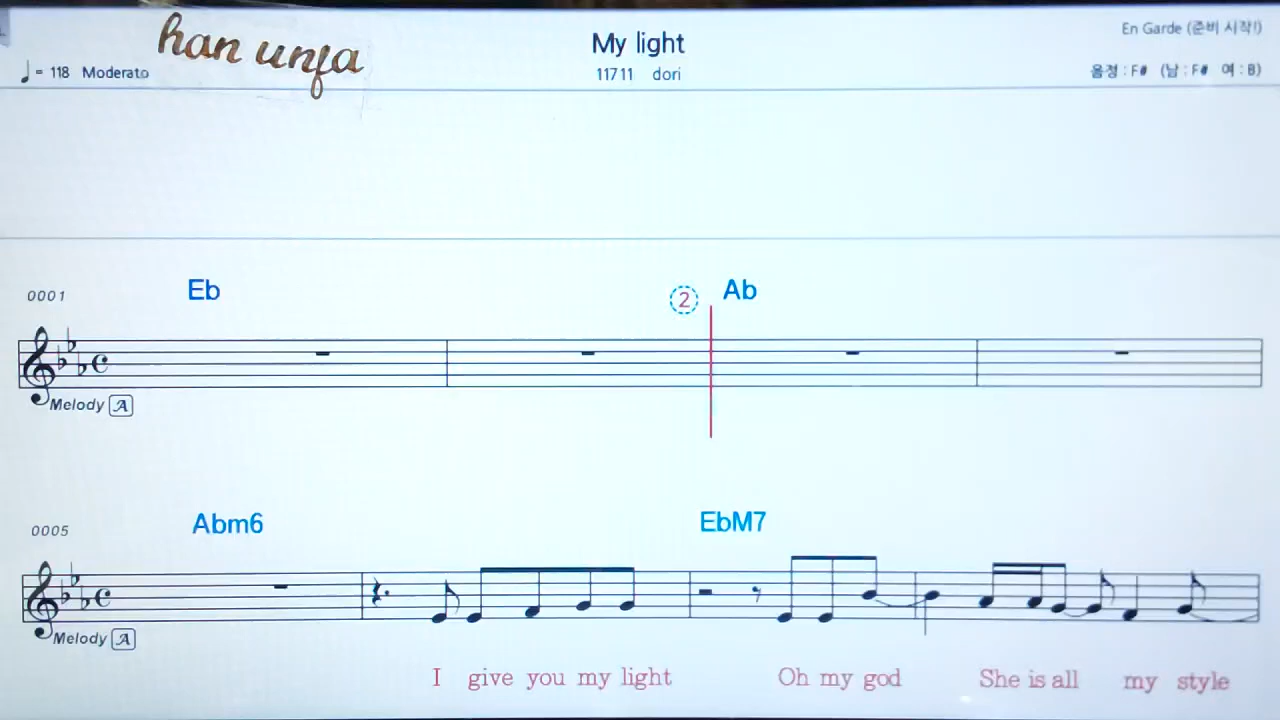 han unfa
My light
En Garde (준비 시작!)
= 118 Moderato
11711 dori
음정 : F# (남 : F# 여 : B)
0001
Eb
2
Ab
Melody A
0005
Abm6
EbM7
Melody A
I give you my light Oh my god She is all my style